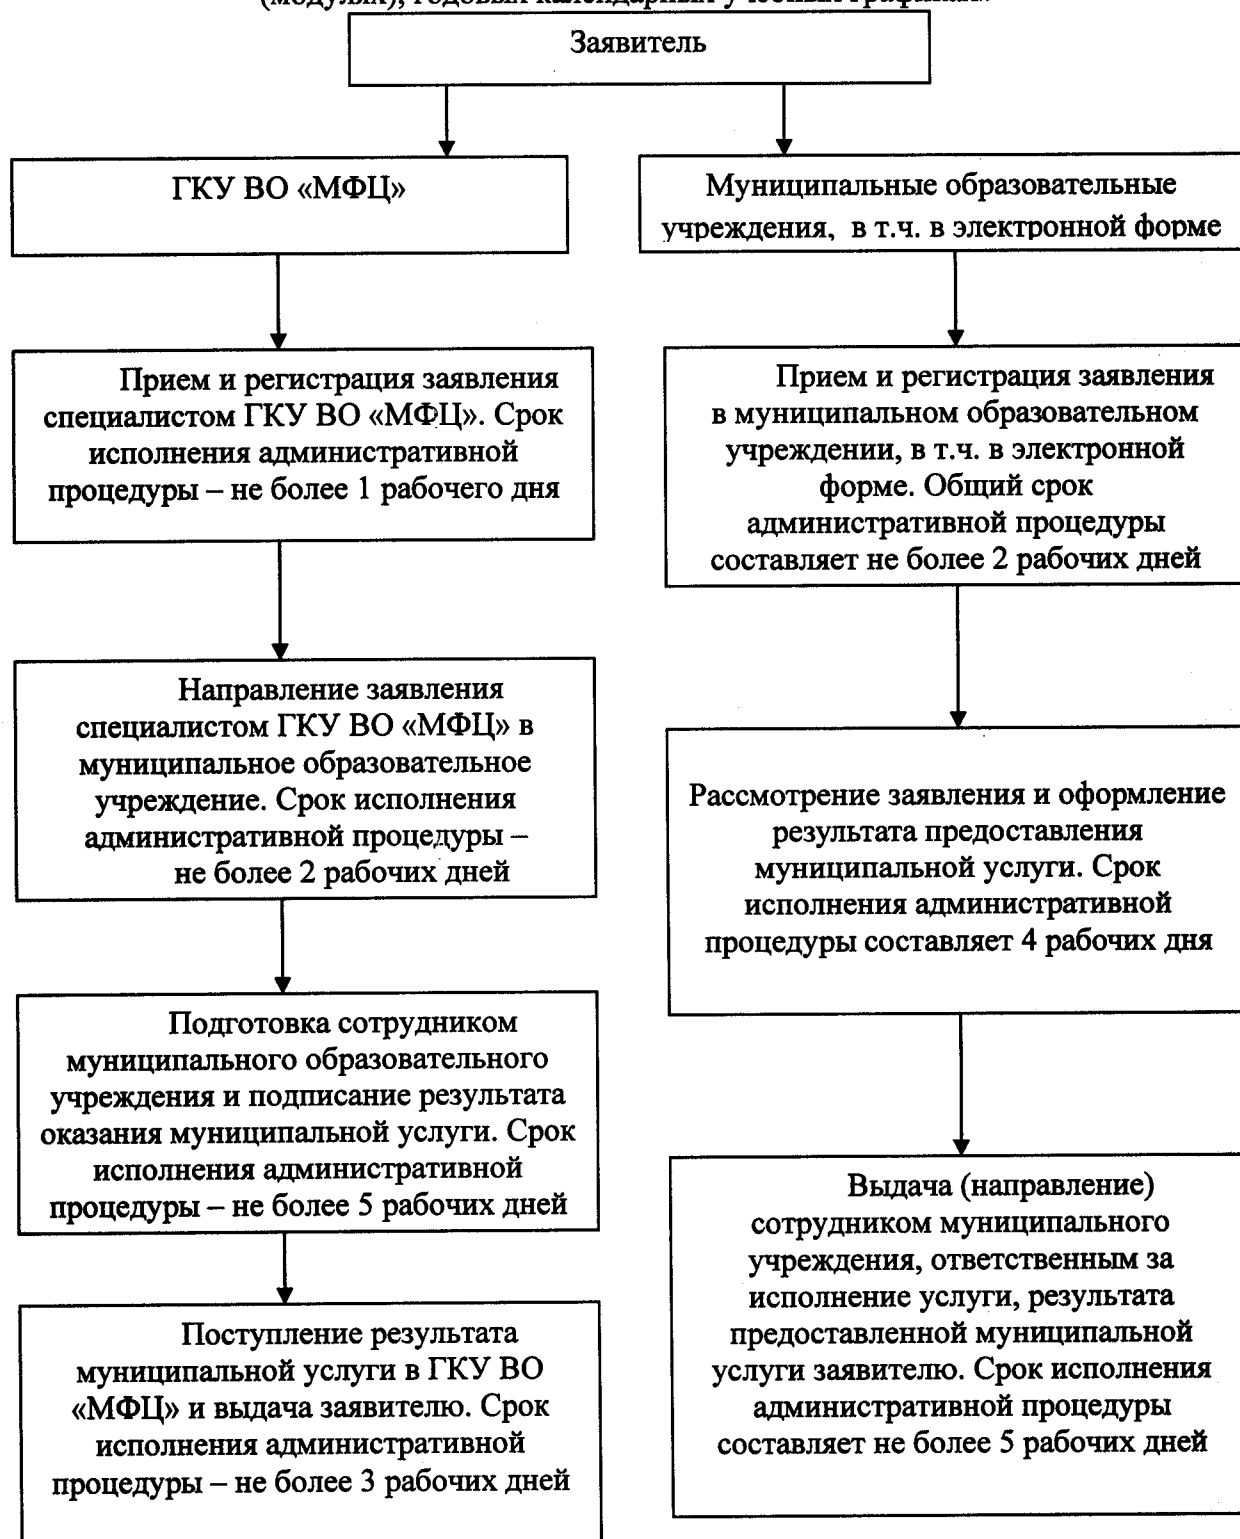 (модулях), годовых календарных учебных графиках»
Заявитель
ГКУ ВО «МФЦ»
Муниципальные образовательные
учреждения, в т.ч. в электронной форме
Прием и регистрация заявления
специалистом ГКУ ВО «МФЦ». Срок
исполнения административной
процедуры – не более 1 рабочего дня
Направление заявления
специалистом ГКУ ВО «МФЦ» в
муниципальное образовательное
учреждение. Срок исполнения
административной процедуры –
не более 2 рабочих дней
Подготовка сотрудником
муниципального образовательного
учреждения и подписание результата
оказания муниципальной услуги. Срок
исполнения административной
процедуры – не более 5 рабочих дней
Поступление результата
муниципальной услуги в ГКУ ВО
«МФЦ» и выдача заявителю. Срок
исполнения административной
процедуры – не более 3 рабочих дней
Прием и регистрация заявления
в муниципальном образовательном
учреждении, в т.ч. в электронной
форме. Общий срок
административной процедуры
составляет не более 2 рабочих дней
Рассмотрение заявления и оформление
результата предоставления
муниципальной услуги. Срок
исполнения административной
процедуры составляет 4 рабочих дня
Выдача (направление)
сотрудником муниципального
учреждения, ответственным за
исполнение услуги, результата
предоставленной муниципальной
услуги заявителю. Срок исполнения
административной процедуры
составляет не более 5 рабочих дней